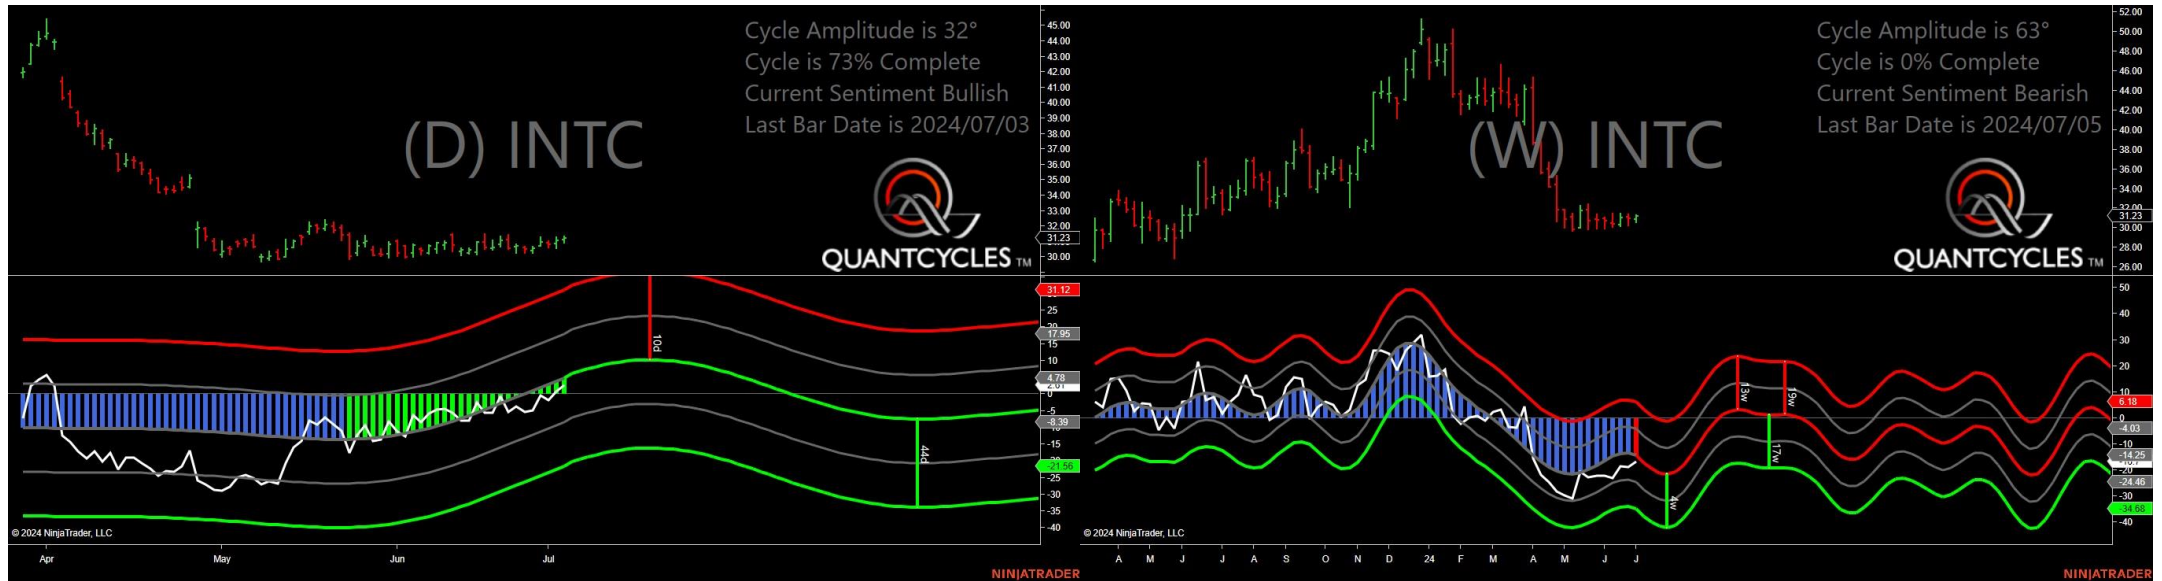 Cycle Amplitude is 32°
Cycle is 73% Complete
Current Sentiment Bullish
Last Bar Date is 2024/07/03
(D) INTC
QUANTCYCLES TM
45.00
44.00
43.00
42.00
41.00
40.00
39.00
38.00
37.00
36.00
35.00
34.00
33.00
32.00
31.23
30.00
31.12
25
17.95
15
10
4.78
0
-5
-8.39
-15
-21.56
-25
-30
-35
-40
10d
44d
© 2024 NinjaTrader, LLC
Apr May Jun Jul
NINJATRADER
Cycle Amplitude is 63°
Cycle is 0% Complete
Current Sentiment Bearish
Last Bar Date is 2024/07/05
(W) INTC
QUANTCYCLES TM
52.00
50.00
48.00
46.00
44.00
42.00
40.00
38.00
36.00
34.00
32.00
31.23
30.00
28.00
26.00
50
40
30
20
10
6.18
0
-4.03
-10
-14.25
-20
-24.46
-30
-34.68
-40
13w
19w
17w
4w
© 2024 NinjaTrader, LLC
A M J J A S O N D 24 F M A M J J
NINJATRADER